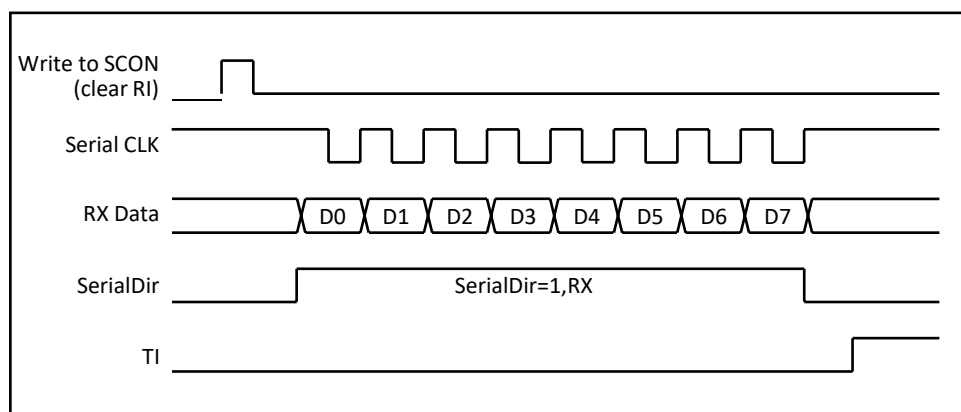 Write to SCON
(clear RI)
Serial CLK
RX Data
D0 D1 D2 D3 D4 D5 D6 D7
SerialDir
SerialDir=1,RX
TI